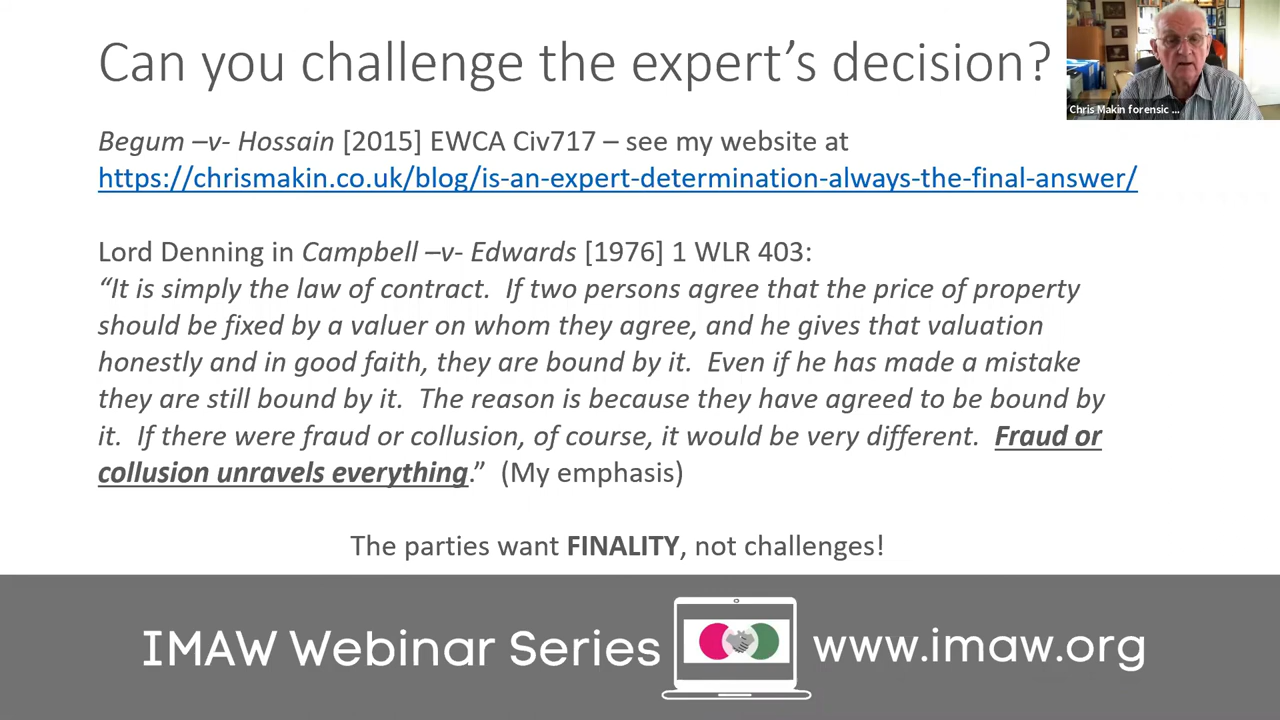 Can you challenge the expert’s decision?
Chris Makin forensic ...
Begum –v- Hossain [2015] EWCA Civ717 – see my website at
https://chrismakin.co.uk/blog/is-an-expert-determination-always-the-final-answer/
Lord Denning in Campbell –v- Edwards [1976] 1 WLR 403:
“It is simply the law of contract.  If two persons agree that the price of property
should be fixed by a valuer on whom they agree, and he gives that valuation
honestly and in good faith, they are bound by it.  Even if he has made a mistake
they are still bound by it.  The reason is because they have agreed to be bound by
it.  If there were fraud or collusion, of course, it would be very different.  Fraud or
collusion unravels everything.”  (My emphasis)
The parties want FINALITY, not challenges!
IMAW Webinar Series
www.imaw.org